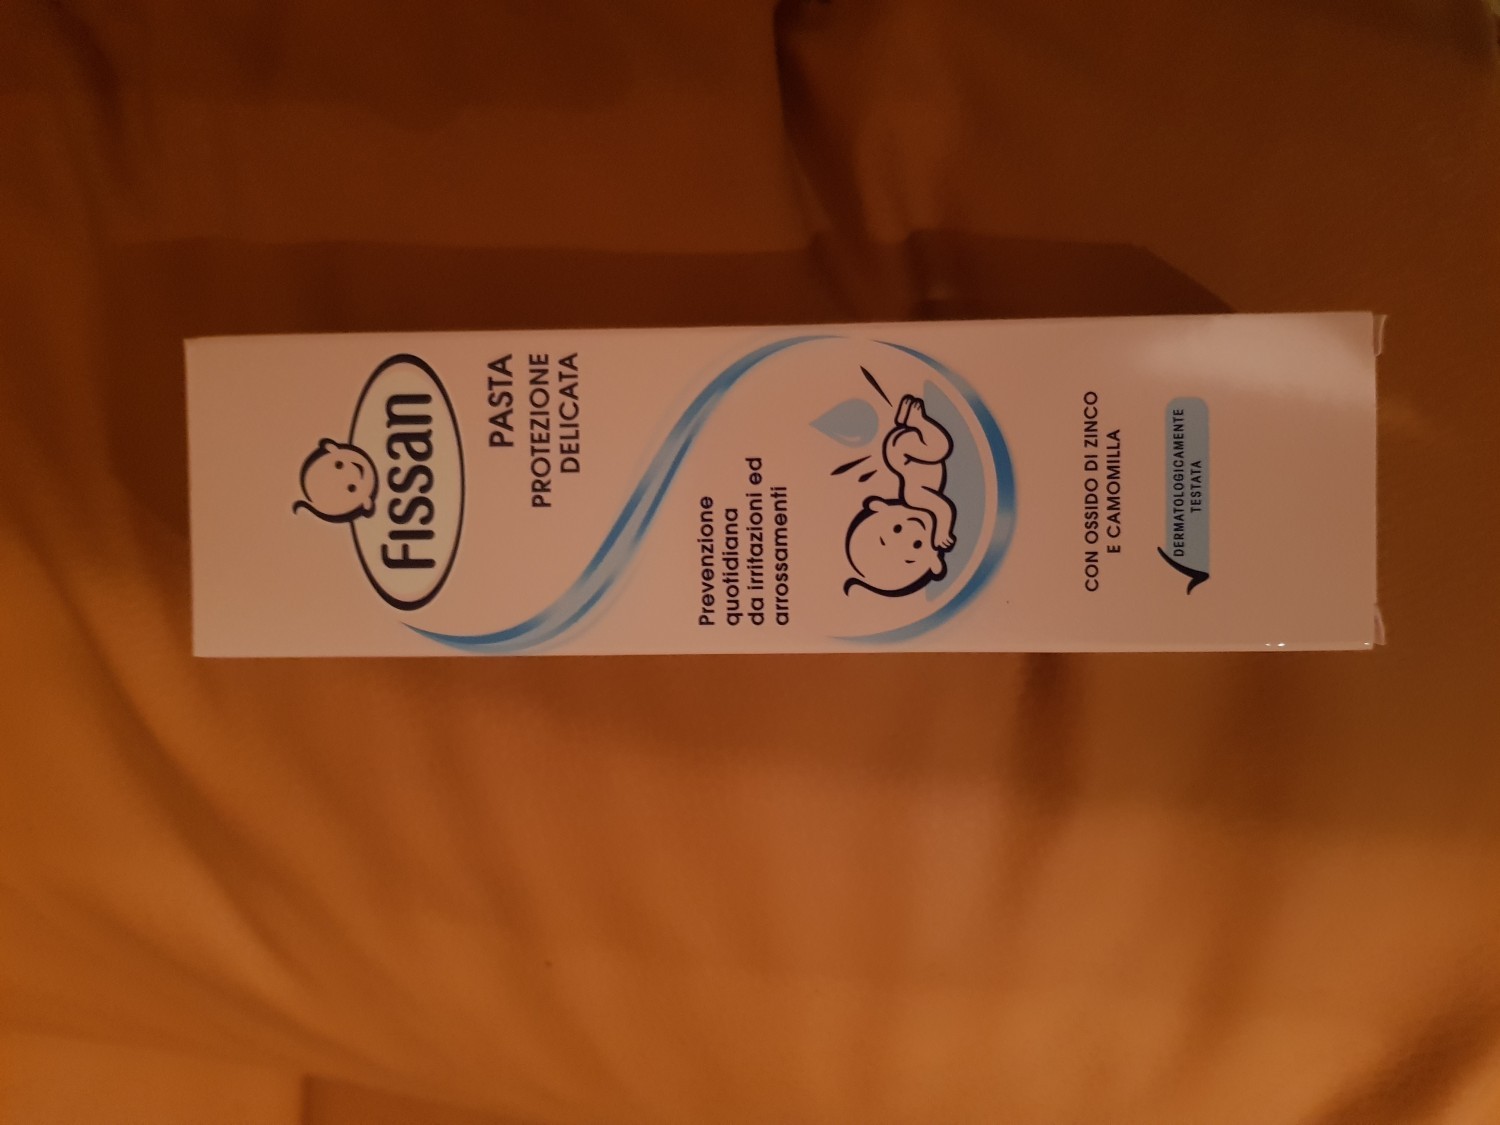 Fissan
PASTA
PROTEZIONE
DELICATA
Prevenzione
quotidiana
da irritazioni ed
arrossamenti
CON OSSIDO DI ZINCO
E CAMOMILLA
DERMATOLOGICAMENTE
TESTATA